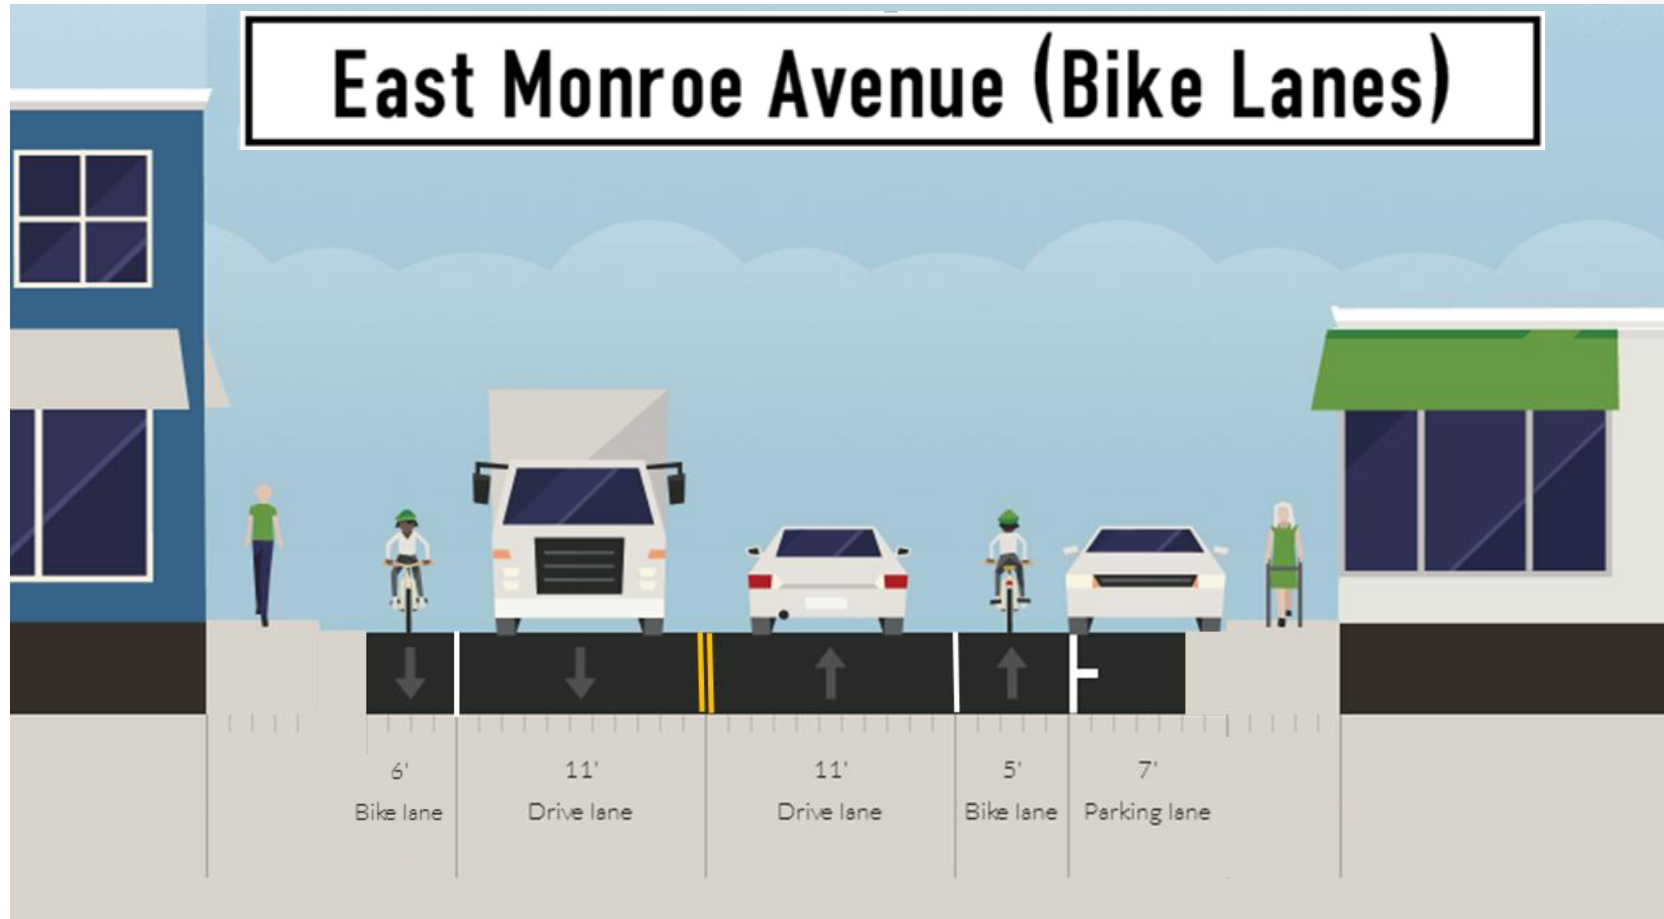 East Monroe Avenue (Bike Lanes)
6' 11' 11' 5' 7'
Bike lane Drive lane Drive lane Bike lane Parking lane